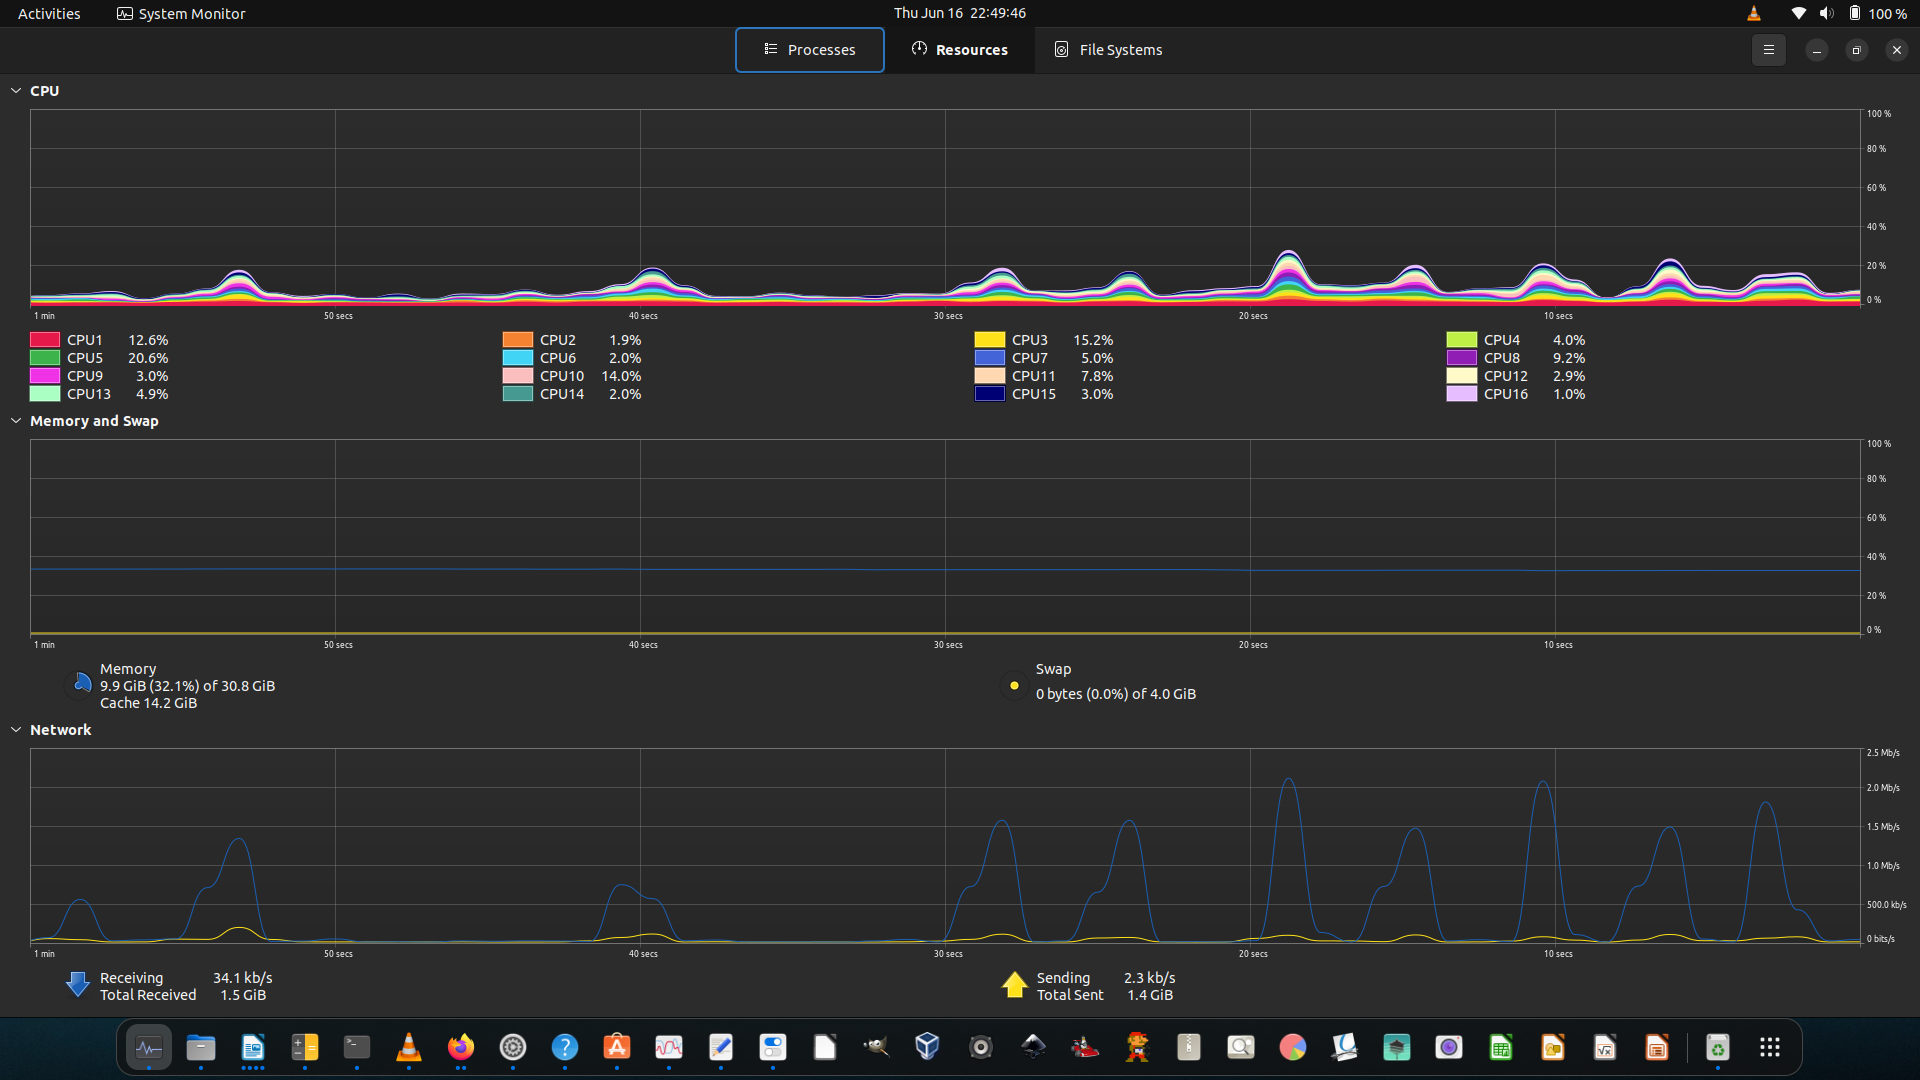 Activities System Monitor Thu Jun 16 22:49:46 100 %
Processes Resources File Systems
CPU
100 %
80 %
60 %
40 %
20 %
0 %
1 min 50 secs 40 secs 30 secs 20 secs 10 secs
CPU1 12.6% CPU2 1.9% CPU3 15.2% CPU4 4.0%
CPU5 20.6% CPU6 2.0% CPU7 5.0% CPU8 9.2%
CPU9 3.0% CPU10 14.0% CPU11 7.8% CPU12 2.9%
CPU13 4.9% CPU14 2.0% CPU15 3.0% CPU16 1.0%
Memory and Swap
100 %
80 %
60 %
40 %
20 %
0 %
1 min 50 secs 40 secs 30 secs 20 secs 10 secs
Memory Swap
9.9 GiB (32.1%) of 30.8 GiB 0 bytes (0.0%) of 4.0 GiB
Cache 14.2 GiB
Network
2.5 Mb/s
2.0 Mb/s
1.5 Mb/s
1.0 Mb/s
500.0 kb/s
0 bits/s
1 min 50 secs 40 secs 30 secs 20 secs 10 secs
Receiving 34.1 kb/s Sending 2.3 kb/s
Total Received 1.5 GiB Total Sent 1.4 GiB